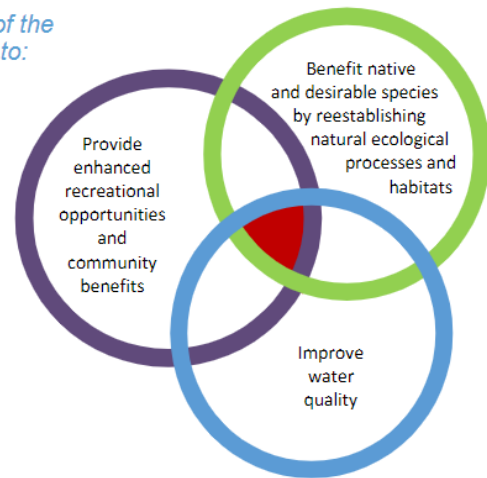 of the
to:
Benefit native
and desirable species
by reestablishing
natural ecological
processes and
habitats
Provide
enhanced
recreational
opportunities
and
community
benefits
Improve
water
quality